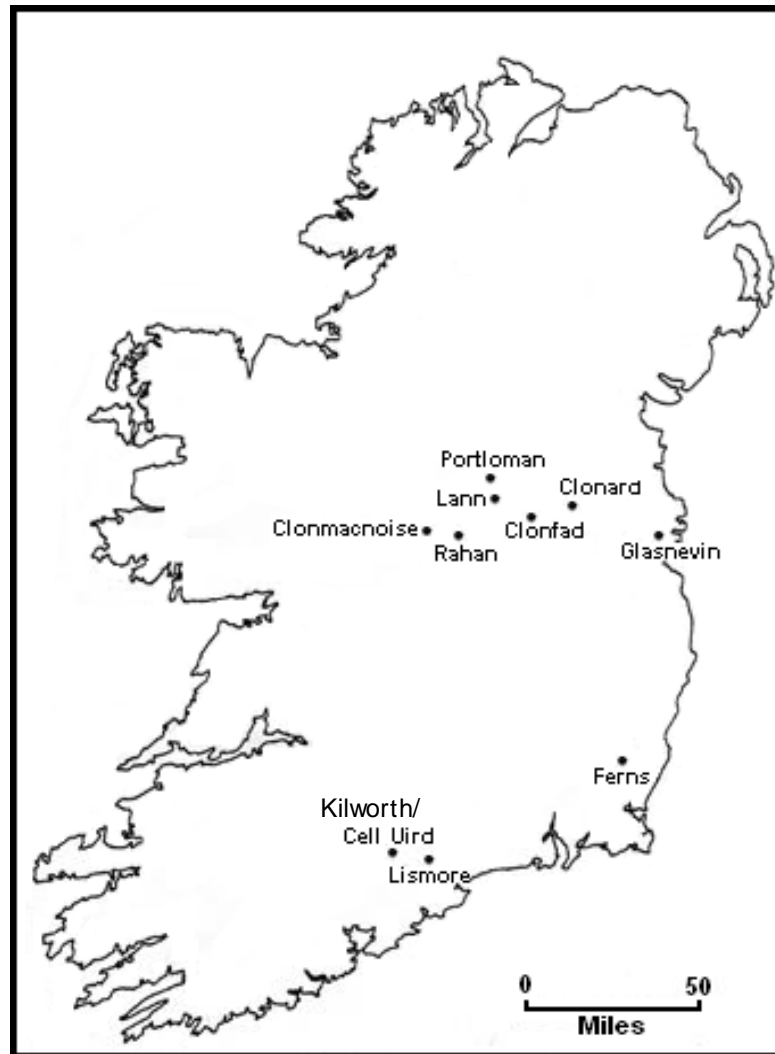 Portloman
Lann
Clonard
Clonmacnoise
Clonfad
Rahan
Glasnevin
Ferns
Kilworth/
Cell Uird
Lismore
0 50
Miles